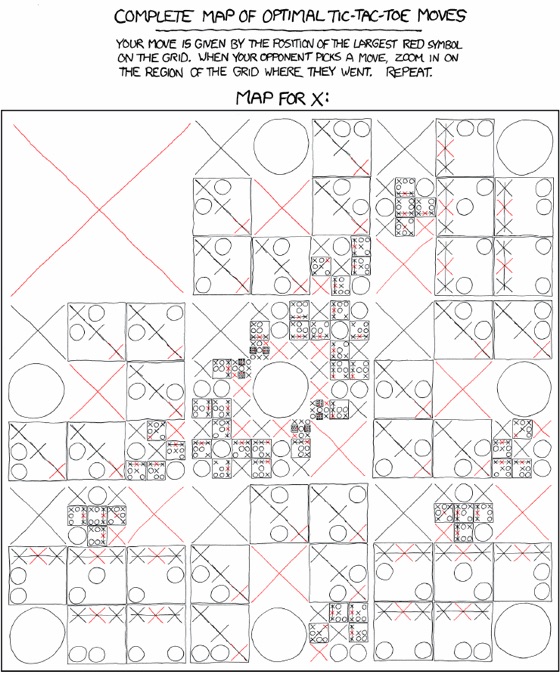 COMPLETE MAP OF OPTIMAL TIC-TAC-TOE MOVES
YOUR MOVE IS GIVEN BY THE POSITION OF THE LARGEST RED SYMBOL
ON THE GRID. WHEN YOUR OPPONENT PICKS A MOVE, ZOOM IN ON
THE REGION OF THE GRID WHERE THEY WENT. REPEAT.
MAP FOR X: